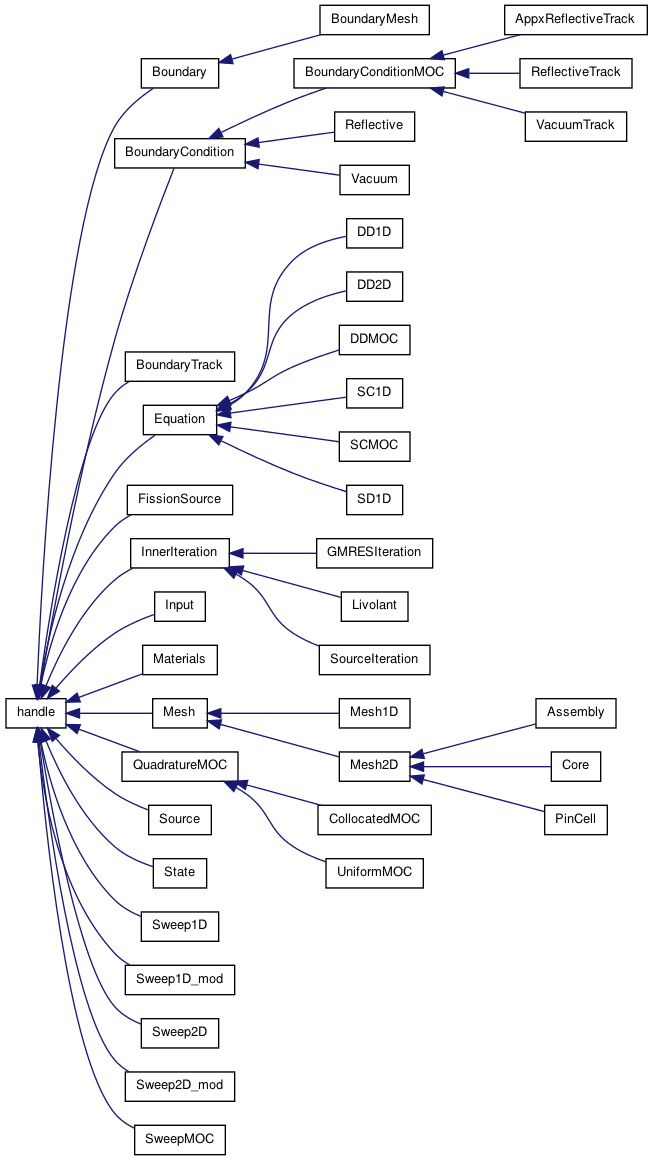 BoundaryMesh
AppxReflectiveTrack
Boundary
BoundaryConditionMOC
ReflectiveTrack
Reflective
VacuumTrack
BoundaryCondition
Vacuum
DD1D
DD2D
DDMOC
BoundaryTrack
SC1D
Equation
SCMOC
FissionSource
SD1D
InnerIteration
GMRESIteration
Input
Livolant
Materials
SourceIteration
handle
Mesh
Mesh1D
Assembly
QuadratureMOC
Mesh2D
Core
Source
CollocatedMOC
PinCell
State
UniformMOC
Sweep1D
Sweep1D_mod
Sweep2D
Sweep2D_mod
SweepMOC